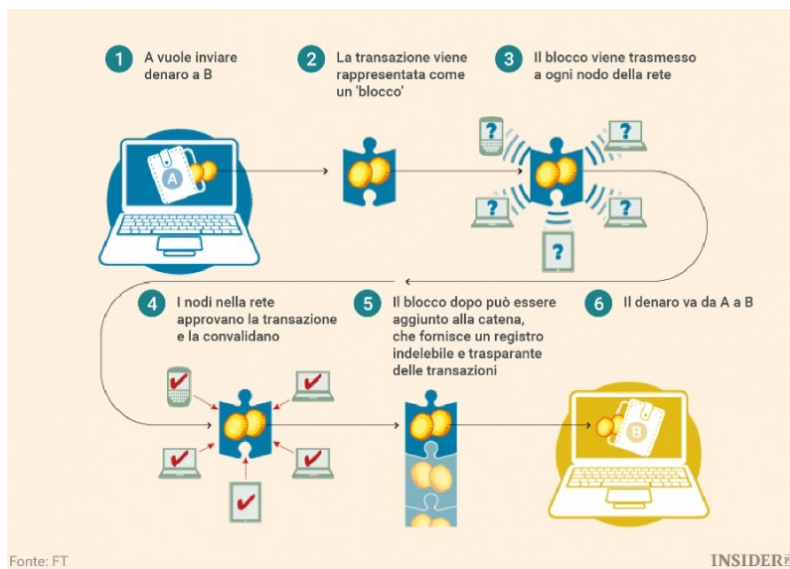 1
A vuole inviare
denaro a B
2
La transazione viene
rappresentata come
un 'blocco'
3
Il blocco viene trasmesso
a ogni nodo della rete
A
?
?
?
?
?
4
I nodi nella rete
approvano la transazione
e la convalidano
5
Il blocco dopo può essere
aggiunto alla catena,
che fornisce un registro
indelebile e trasparante
delle transazioni
6
Il denaro va da A a B
B
Fonte: FT
INSIDER